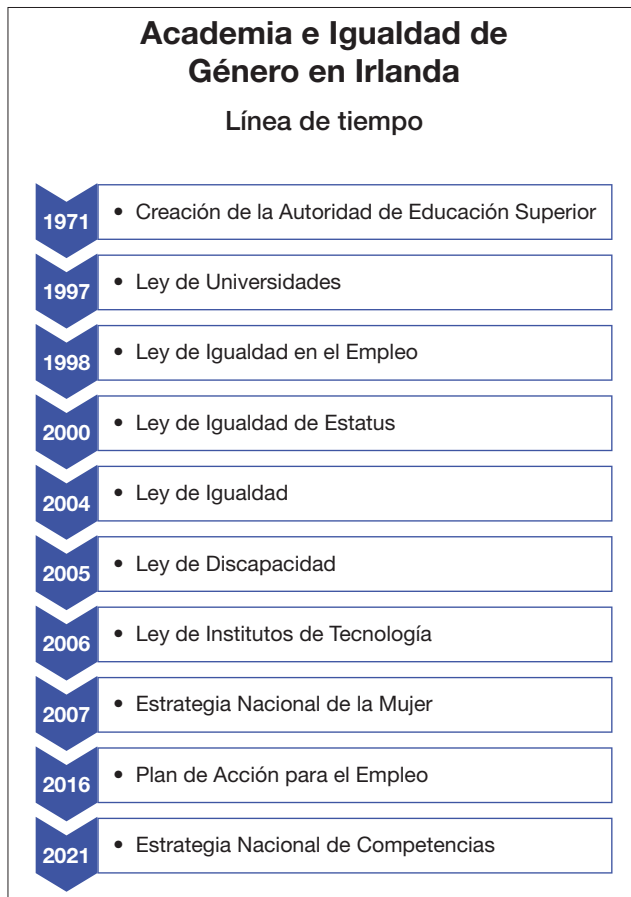 Academia e Igualdad de
Género en Irlanda
Línea de tiempo
1971 • Creación de la Autoridad de Educación Superior
1997 • Ley de Universidades
1998 • Ley de Igualdad en el Empleo
2000 • Ley de Igualdad de Estatus
2004 • Ley de Igualdad
2005 • Ley de Discapacidad
2006 • Ley de Institutos de Tecnología
2007 • Estrategia Nacional de la Mujer
2016 • Plan de Acción para el Empleo
2021 • Estrategia Nacional de Competencias